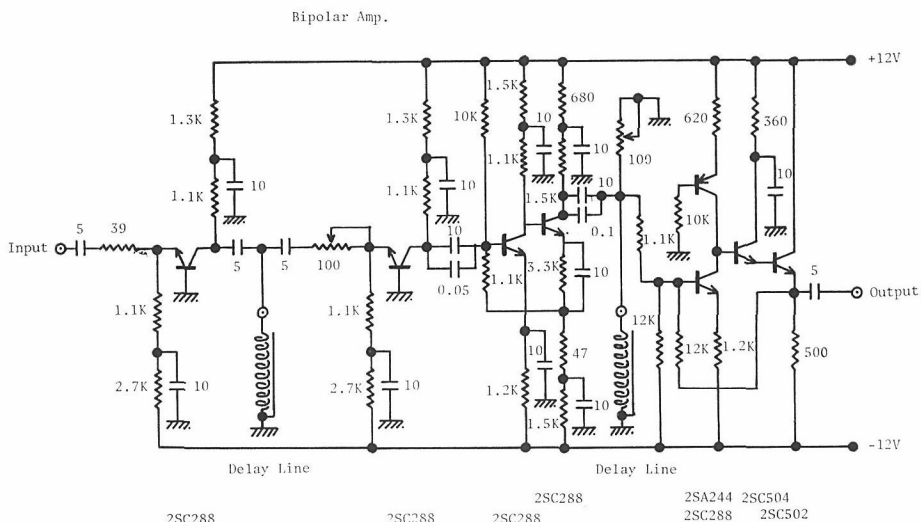 Bipolar Amp.
+12V
1.5K
680
620
360
1.3K
1.3K
10K
10
10
109
10
1.1K
1.1K
10
10
1.1K
1.1K
1.5K
10
10K
5
39
Input
5
5
100
10
0.05
1.1K
3.3K
10
0.1
1.1K
5
Output
1.1K
1.1K
12K
12K
1.2K
500
2.7K
10
2.7K
10
1.2K
10
47
1.5K
10
-12V
Delay Line
Delay Line
2SC288
2SC288
2SC288
2SC288
2SA244 2SC504
2SC288 2SC502